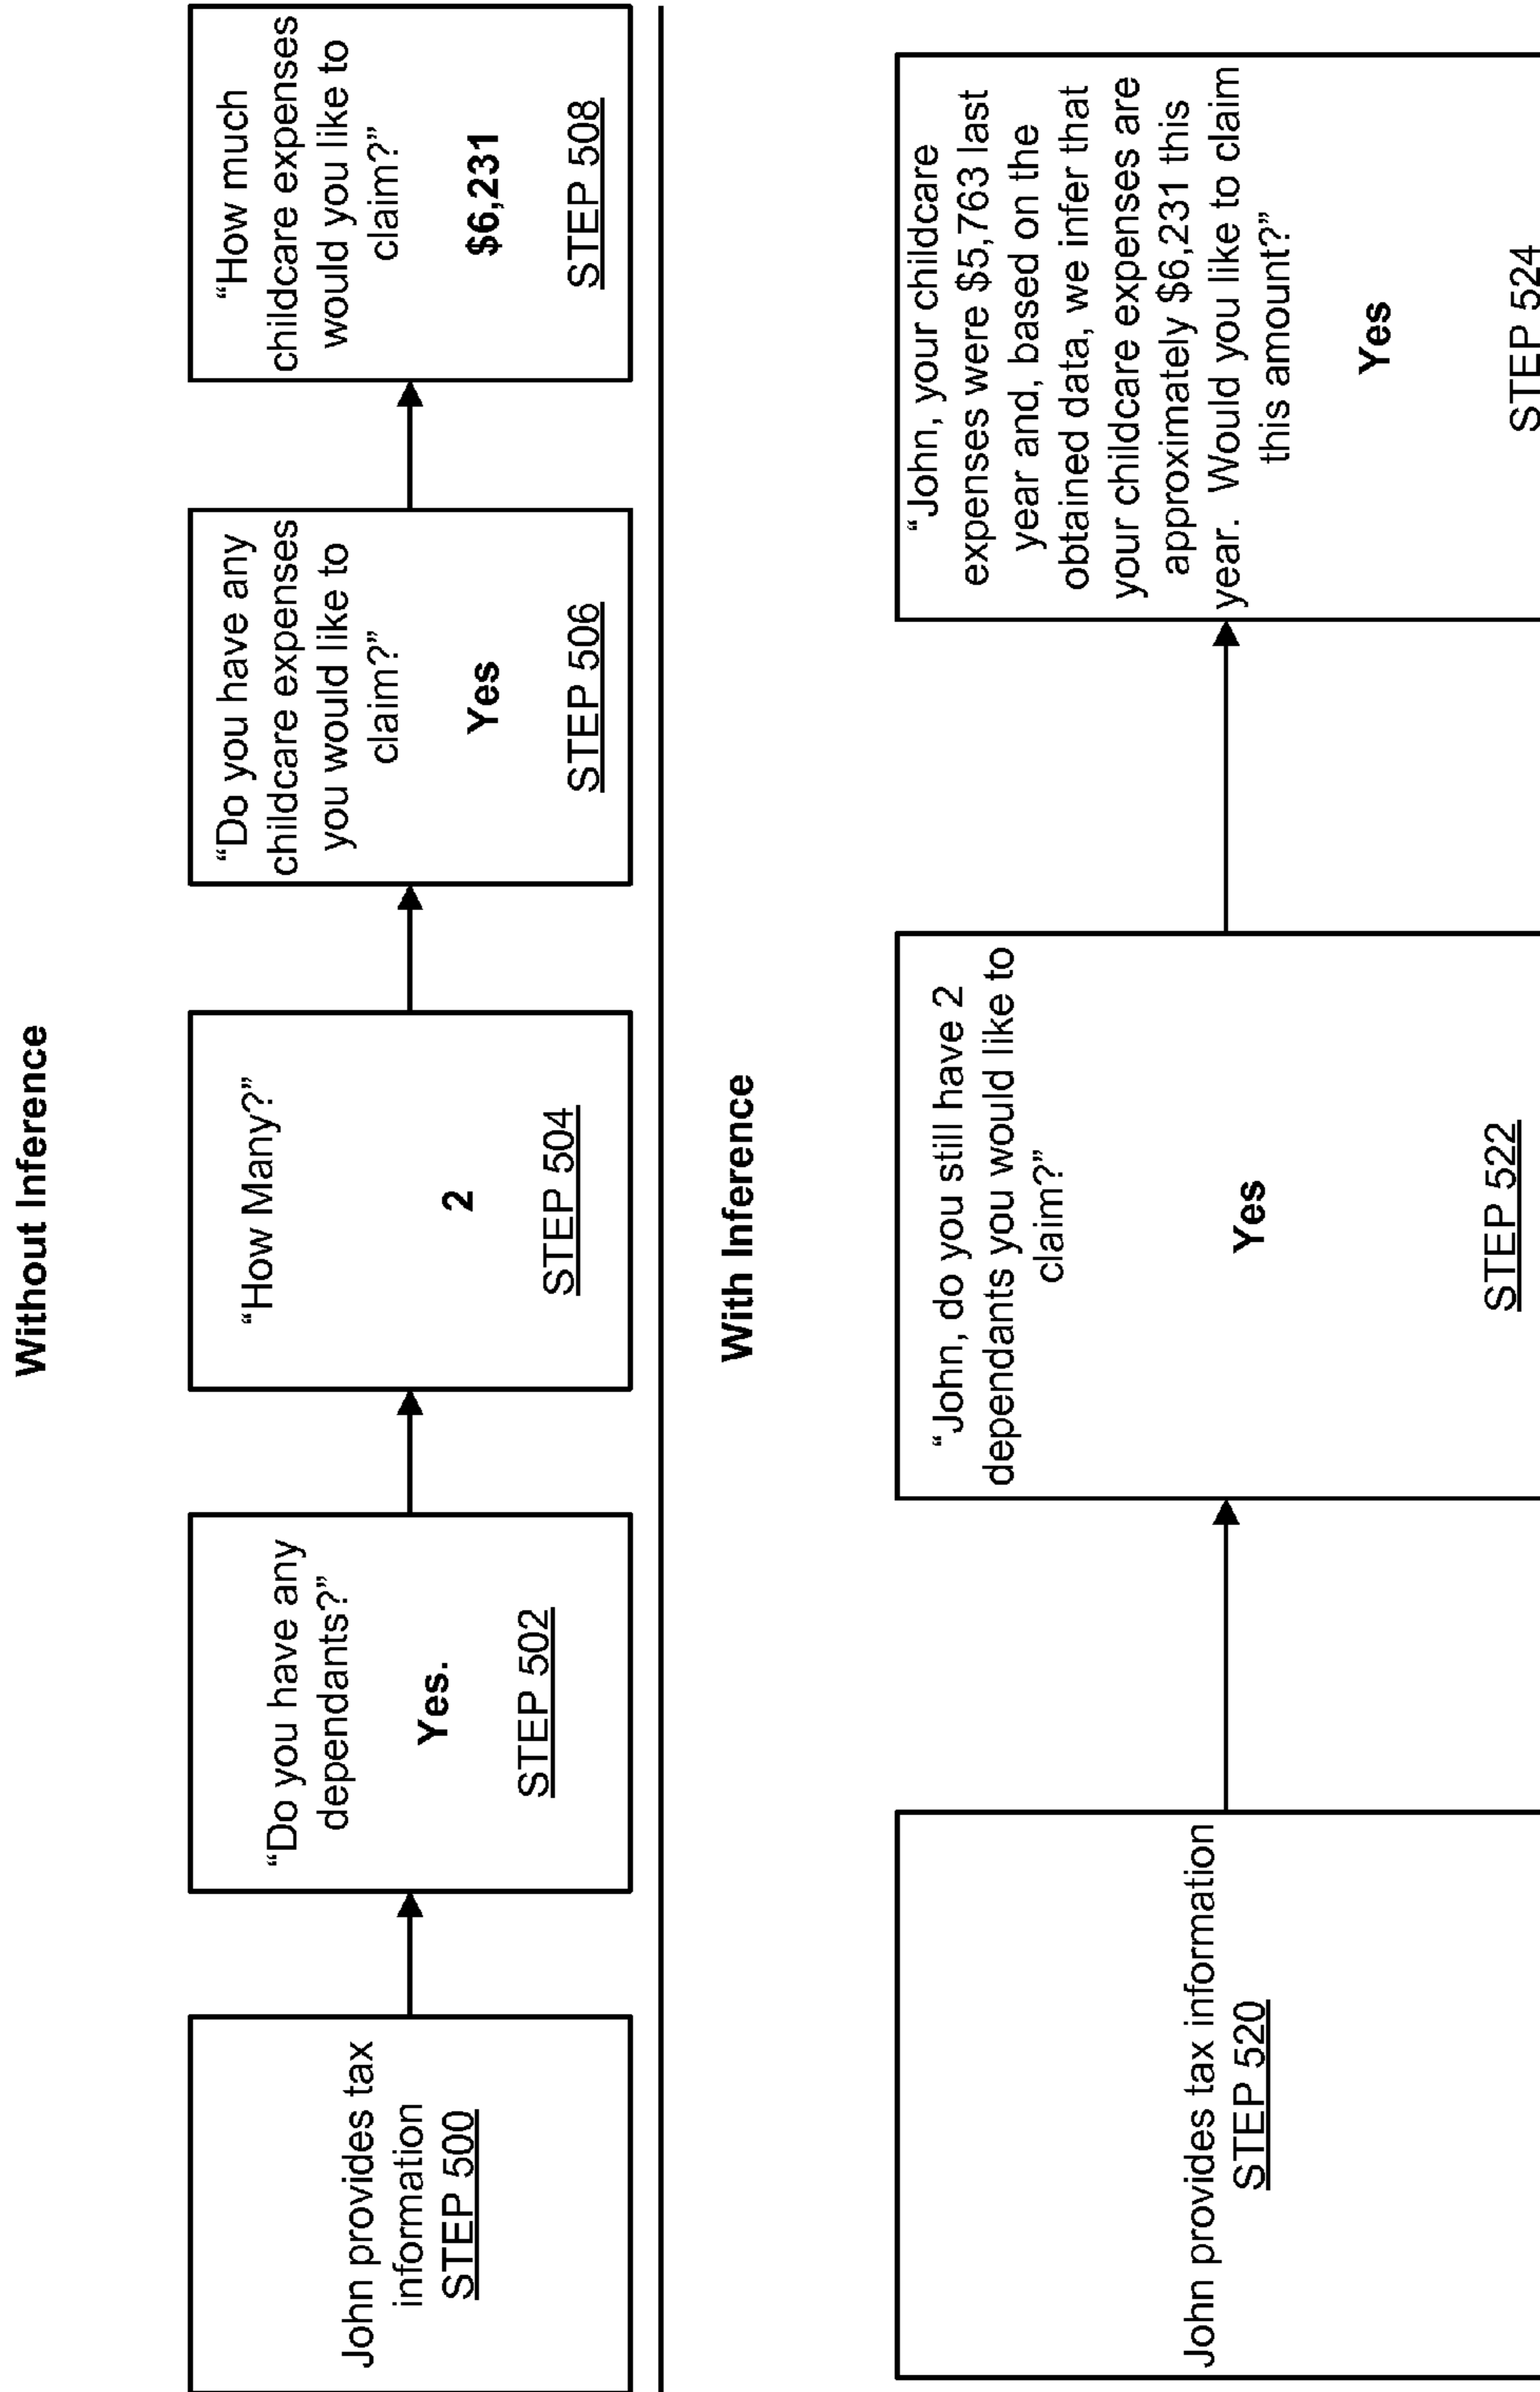 Without Inference
John provides tax
information
STEP 500
“Do you have any
dependants?”
Yes.
STEP 502
“How Many?”
2
STEP 504
“Do you have any
childcare expenses
you would like to
claim?”
Yes
STEP 506
“How much
childcare expenses
would you like to
claim?”
$6,231
STEP 508
With Inference
John provides tax information
STEP 520
“John, do you still have 2
dependants you would like to
claim?”
Yes
STEP 522
“John, your childcare
expenses were $5,763 last
year and, based on the
obtained data, we infer that
your childcare expenses are
approximately $6,231 this
year. Would you like to claim
this amount?”
Yes
STEP 524